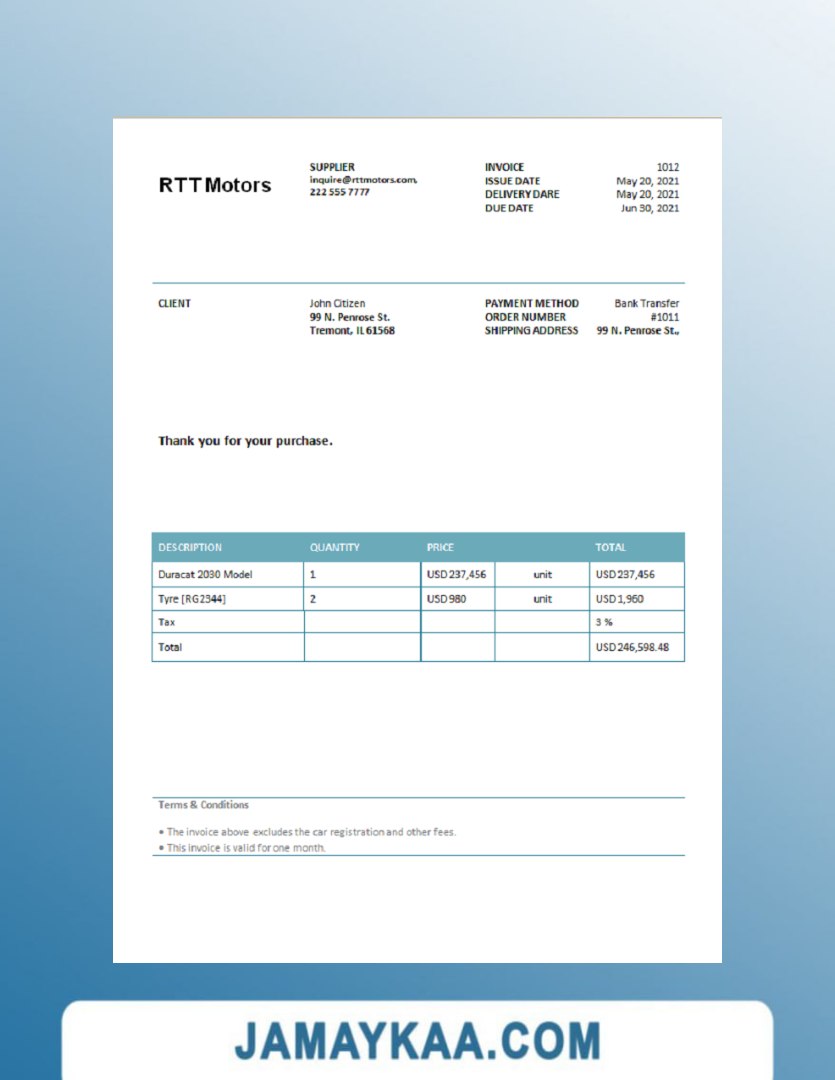 RTT Motors
SUPPLIER
inquire@rttmotors.com,
222 555 7777
INVOICE 1012
ISSUE DATE May 20, 2021
DELIVERY DARE May 20, 2021
DUE DATE Jun 30, 2021
CLIENT
John Citizen
99 N. Penrose St.
Tremont, IL 61568
PAYMENT METHOD Bank Transfer
ORDER NUMBER #1011
SHIPPING ADDRESS 99 N. Penrose St.,
Thank you for your purchase.
DESCRIPTION QUANTITY PRICE TOTAL
Duracat 2030 Model 1 USD 237,456 unit USD 237,456
Tyre [RG2344] 2 USD 980 unit USD 1,960
Tax 3 %
Total USD 246,598.48
Terms & Conditions
• The invoice above excludes the car registration and other fees.
• This invoice is valid for one month.
JAMAYKAA.COM